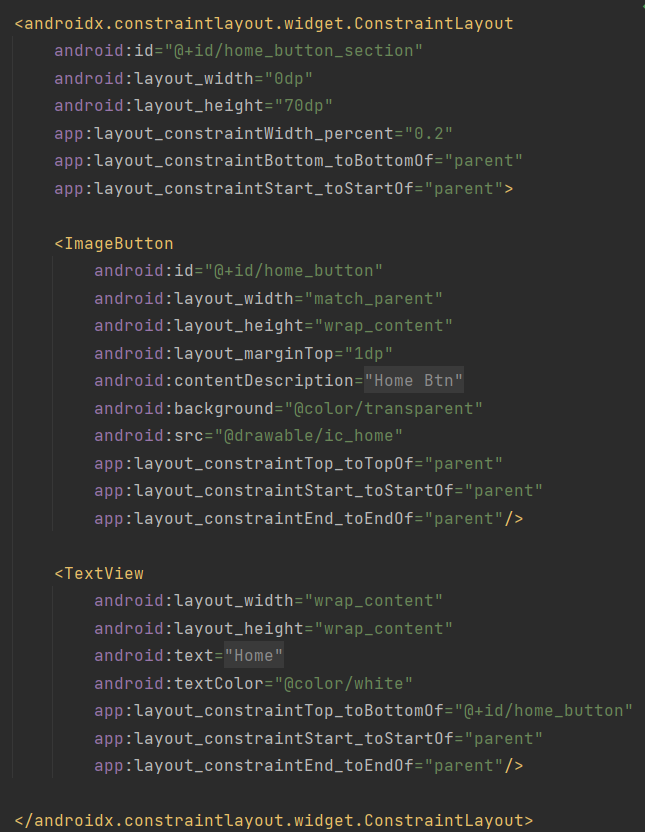 <androidx.constraintlayout.widget.ConstraintLayout
    android:id="@+id/home_button_section"
    android:layout_width="0dp"
    android:layout_height="70dp"
    app:layout_constraintWidth_percent="0.2"
    app:layout_constraintBottom_toBottomOf="parent"
    app:layout_constraintStart_toStartOf="parent">

    <ImageButton
        android:id="@+id/home_button"
        android:layout_width="match_parent"
        android:layout_height="wrap_content"
        android:layout_marginTop="1dp"
        android:contentDescription="Home Btn"
        android:background="@color/transparent"
        android:src="@drawable/ic_home"
        app:layout_constraintTop_toTopOf="parent"
        app:layout_constraintStart_toStartOf="parent"
        app:layout_constraintEnd_toEndOf="parent"/>

    <TextView
        android:layout_width="wrap_content"
        android:layout_height="wrap_content"
        android:text="Home"
        android:textColor="@color/white"
        app:layout_constraintTop_toBottomOf="@+id/home_button"
        app:layout_constraintStart_toStartOf="parent"
        app:layout_constraintEnd_toEndOf="parent"/>

</androidx.constraintlayout.widget.ConstraintLayout>